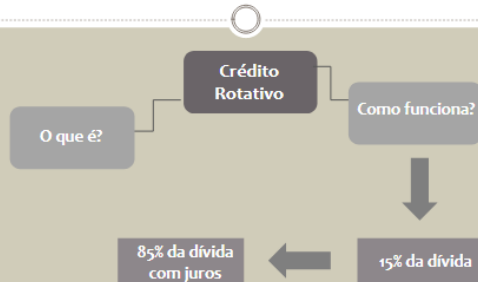 Crédito
Rotativo
O que é?
Como funciona?
85% da dívida
com juros
15% da dívida